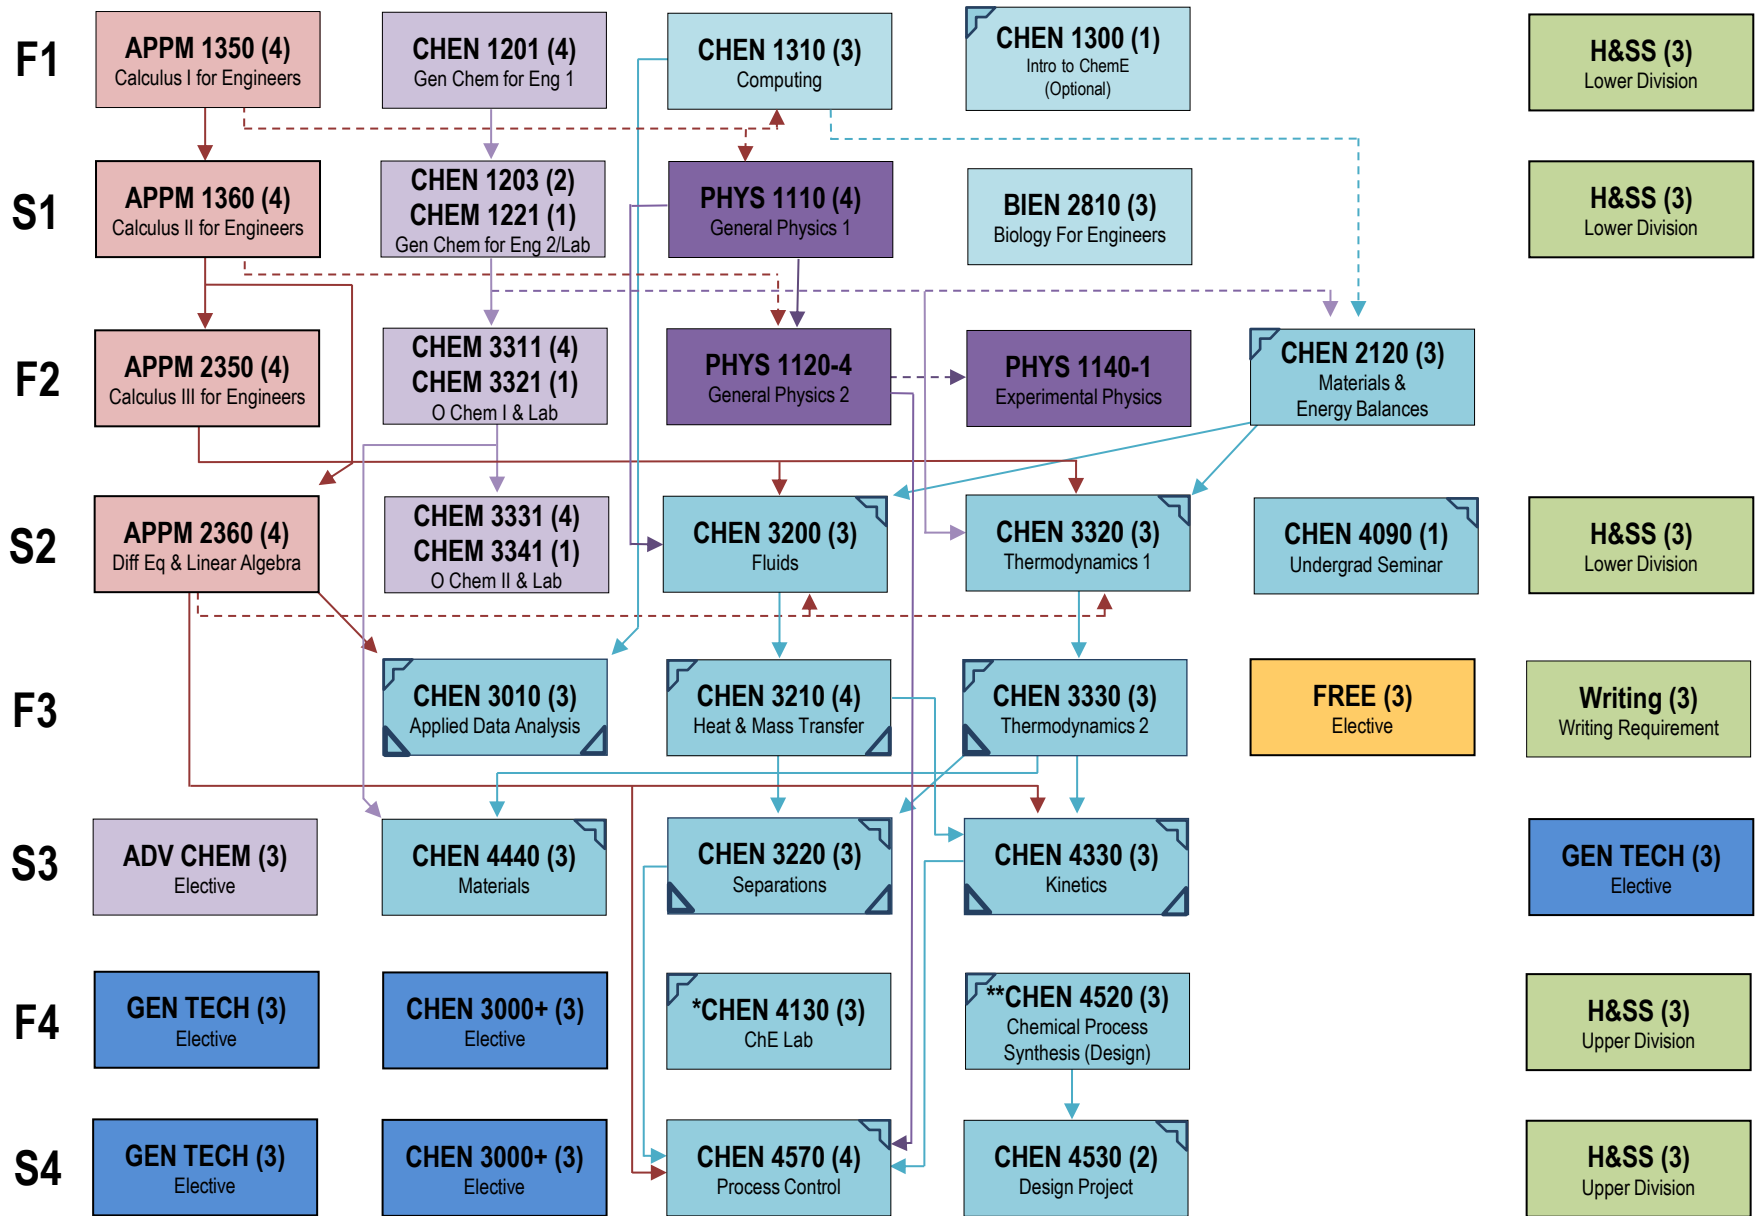 F1
APPM 1350 (4)
Calculus I for Engineers
CHEN 1201 (4)
Gen Chem for Eng 1
CHEN 1310 (3)
Computing
CHEN 1300 (1)
Intro to ChemE
(Optional)
H&SS (3)
Lower Division
S1
APPM 1360 (4)
Calculus II for Engineers
CHEN 1203 (2)
CHEM 1221 (1)
Gen Chem for Eng 2/Lab
PHYS 1110 (4)
General Physics 1
BIEN 2810 (3)
Biology For Engineers
H&SS (3)
Lower Division
F2
APPM 2350 (4)
Calculus III for Engineers
CHEM 3311 (4)
CHEM 3321 (1)
O Chem I & Lab
PHYS 1120-4
General Physics 2
PHYS 1140-1
Experimental Physics
CHEN 2120 (3)
Materials &
Energy Balances
S2
APPM 2360 (4)
Diff Eq & Linear Algebra
CHEM 3331 (4)
CHEM 3341 (1)
O Chem II & Lab
CHEN 3200 (3)
Fluids
CHEN 3320 (3)
Thermodynamics 1
CHEN 4090 (1)
Undergrad Seminar
H&SS (3)
Lower Division
F3
CHEN 3010 (3)
Applied Data Analysis
CHEN 3210 (4)
Heat & Mass Transfer
CHEN 3330 (3)
Thermodynamics 2
FREE (3)
Elective
Writing (3)
Writing Requirement
S3
ADV CHEM (3)
Elective
CHEN 4440 (3)
Materials
CHEN 3220 (3)
Separations
CHEN 4330 (3)
Kinetics
GEN TECH (3)
Elective
F4
GEN TECH (3)
Elective
CHEN 3000+ (3)
Elective
*CHEN 4130 (3)
ChE Lab
**CHEN 4520 (3)
Chemical Process
Synthesis (Design)
H&SS (3)
Upper Division
S4
GEN TECH (3)
Elective
CHEN 3000+ (3)
Elective
CHEN 4570 (4)
Process Control
CHEN 4530 (2)
Design Project
H&SS (3)
Upper Division